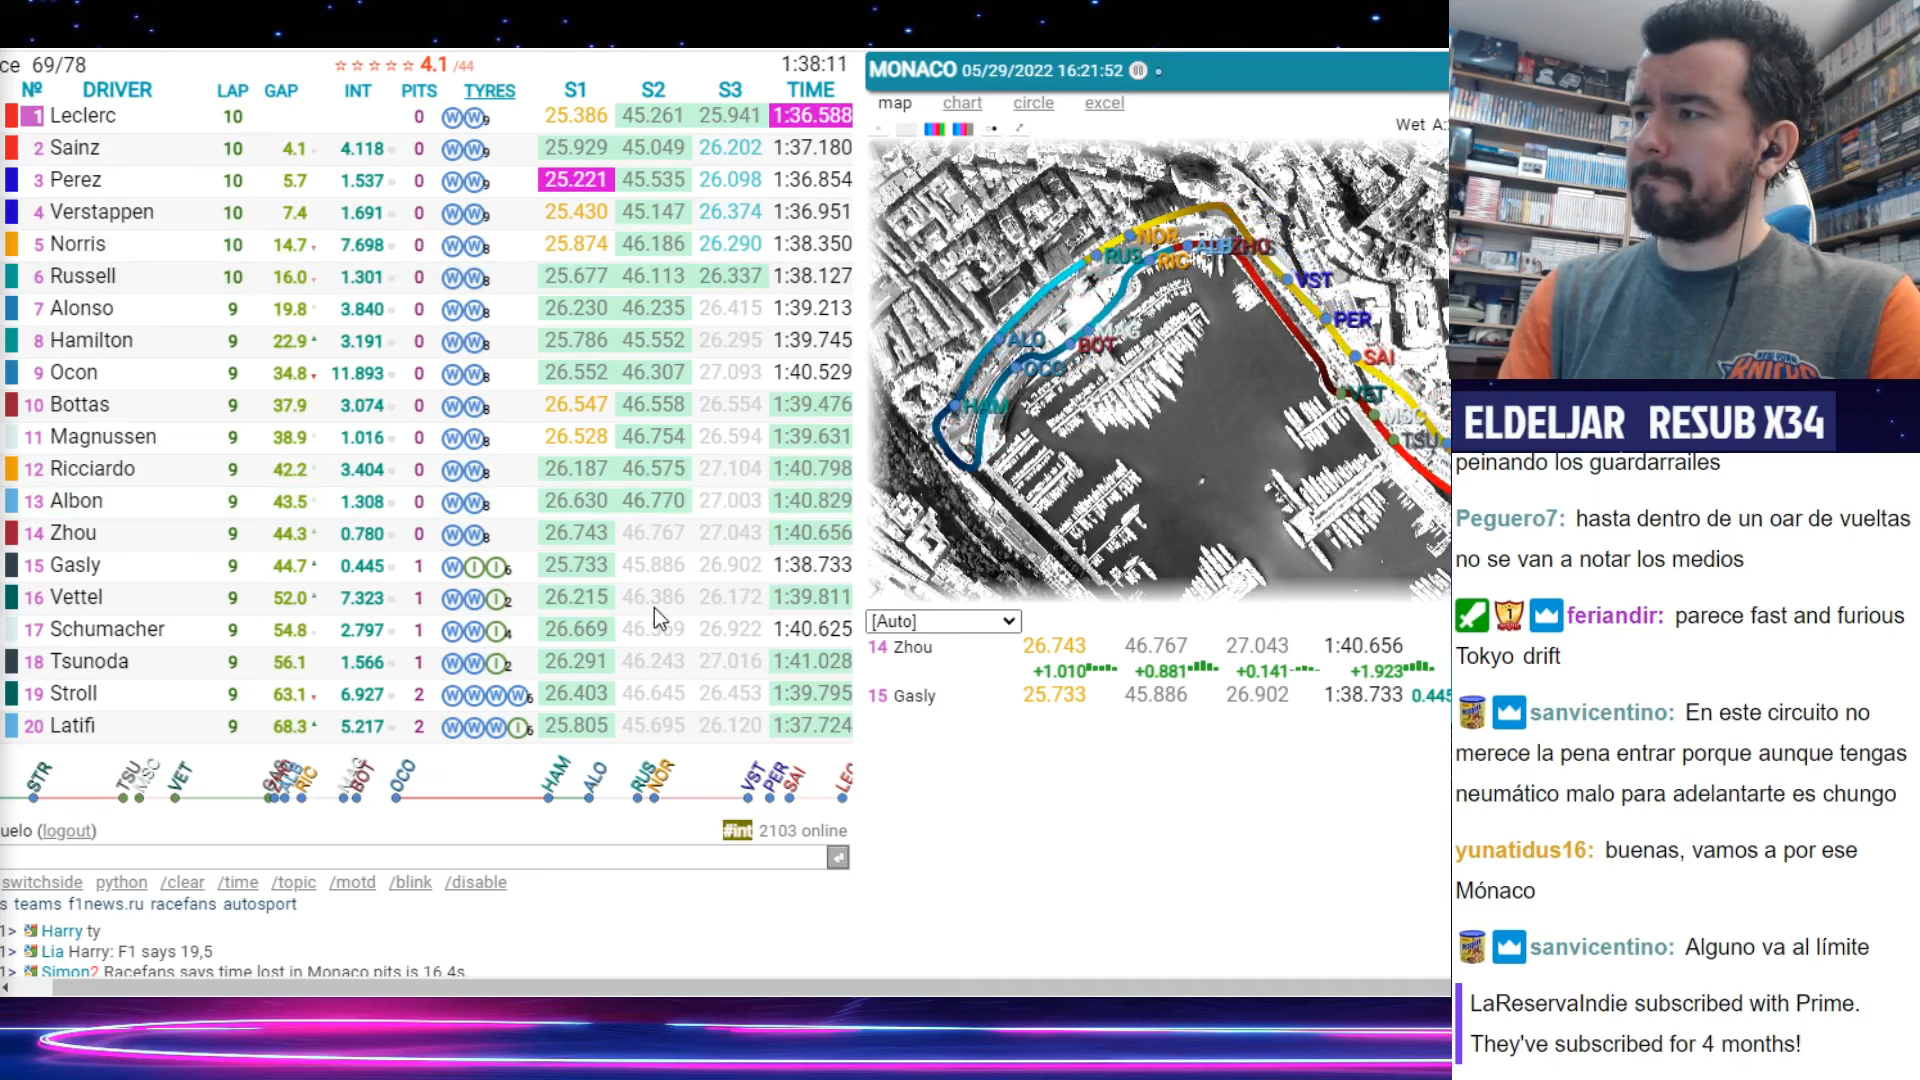 ce 69/78
☆☆☆☆☆ 4.1 /44
1:38:11
Nº DRIVER LAP GAP INT PITS TYRES S1 S2 S3 TIME
1 Leclerc 10 0 W W 9 25.386 45.261 25.941 1:36.588
2 Sainz 10 4.1 4.118 0 W W 9 25.929 45.049 26.202 1:37.180
3 Perez 10 5.7 1.537 0 W W 9 25.221 45.535 26.098 1:36.854
4 Verstappen 10 7.4 1.691 0 W W 9 25.430 45.147 26.374 1:36.951
5 Norris 10 14.7 7.698 0 W W 8 25.874 46.186 26.290 1:38.350
6 Russell 10 16.0 1.301 0 W W 8 25.677 46.113 26.337 1:38.127
7 Alonso 9 19.8 3.840 0 W W 8 26.230 46.235 26.415 1:39.213
8 Hamilton 9 22.9 3.191 0 W W 8 25.786 45.552 26.295 1:39.745
9 Ocon 9 34.8 11.893 0 W W 8 26.552 46.307 27.093 1:40.529
10 Bottas 9 37.9 3.074 0 W W 8 26.547 46.558 26.554 1:39.476
11 Magnussen 9 38.9 1.016 0 W W 8 26.528 46.754 26.594 1:39.631
12 Ricciardo 9 42.2 3.404 0 W W 8 26.187 46.575 27.104 1:40.798
13 Albon 9 43.5 1.308 0 W W 8 26.630 46.770 27.003 1:40.829
14 Zhou 9 44.3 0.780 0 W W 8 26.743 46.767 27.043 1:40.656
15 Gasly 9 44.7 0.445 1 W I I 6 25.733 45.886 26.902 1:38.733
16 Vettel 9 52.0 7.323 1 W W I 2 26.215 46.386 26.172 1:39.811
17 Schumacher 9 54.8 2.797 1 W W I 4 26.669 26.922 1:40.625
18 Tsunoda 9 56.1 1.566 1 W W I 2 26.291 46.243 27.016 1:41.028
19 Stroll 9 63.1 6.927 2 W W W W 6 26.403 46.645 26.453 1:39.795
20 Latifi 9 68.3 5.217 2 W W W I 6 25.805 45.695 26.120 1:37.724
STR TSU MSC VET ALB RIC MAG BOT OCO HAM ALO RUS NOR VST PER SAI LEC
uelo (logout)
#int 2103 online
switchside python /clear /time /topic /motd /blink /disable
s teams f1news.ru racefans autosport
1> Harry ty
1> Lia Harry: F1 says 19,5
1> Simon2 Racefans says time lost in Monaco pits is 16.4s.
MONACO 05/29/2022 16:21:52
map chart circle excel
Wet A:
NOR ALB ZHO
RUS RIC
VST
PER
ALO MAG
BOT SAI
OCO
HAM VET
MSC
TSU
[Auto]
14 Zhou 26.743 46.767 27.043 1:40.656
+1.010 +0.881 +0.141 +1.923
15 Gasly 25.733 45.886 26.902 1:38.733 0.445
KNICKS
ELDELJAR RESUB X34
peinando los guardarrailes
Peguero7: hasta dentro de un oar de vueltas
no se van a notar los medios
feriandir: parece fast and furious
Tokyo drift
sanvicentino: En este circuito no
merece la pena entrar porque aunque tengas
neumático malo para adelantarte es chungo
yunatidus16: buenas, vamos a por ese
Mónaco
sanvicentino: Alguno va al límite
LaReservaIndie subscribed with Prime.
They've subscribed for 4 months!